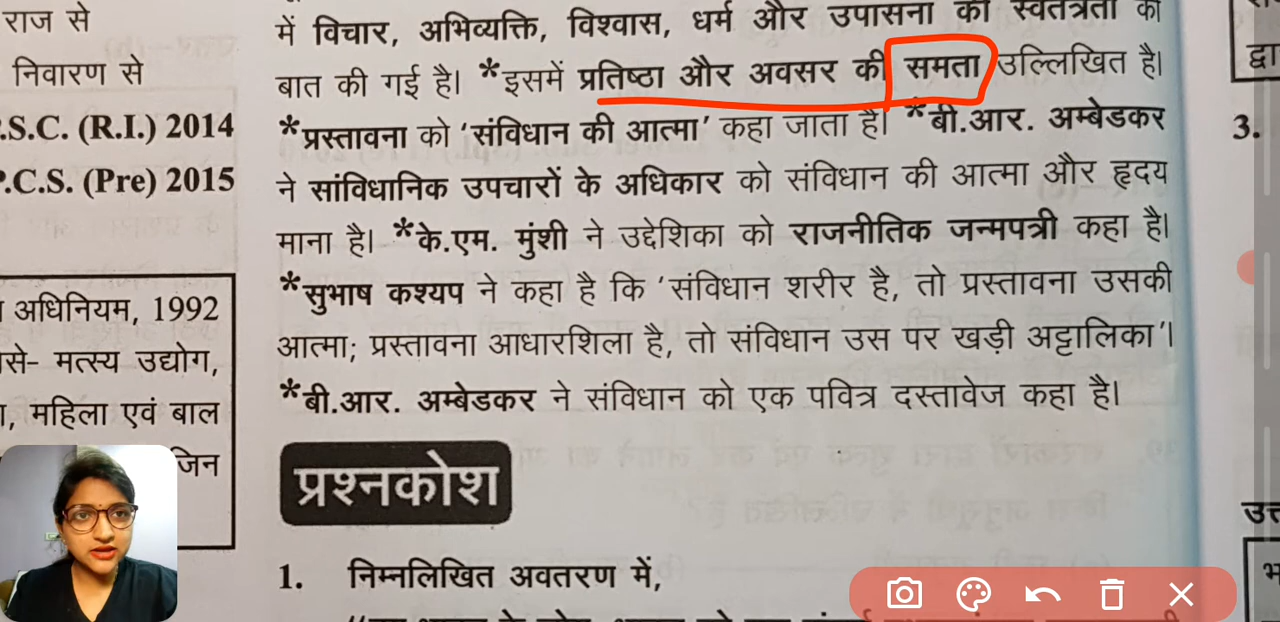 राज से
निवारण से
.S.C. (R.I.) 2014
P.C.S. (Pre) 2015
अधिनियम, 1992
से- मत्स्य उद्योग,
महिला एवं बाल
जिन
में विचार, अभिव्यक्ति, विश्वास, धर्म और उपासना की स्वतंत्रता की
बात की गई है। *इसमें प्रतिष्ठा और अवसर की समता उल्लिखित है।
*प्रस्तावना को 'संविधान की आत्मा' कहा जाता है। *बी.आर. अम्बेडकर
ने सांविधानिक उपचारों के अधिकार को संविधान की आत्मा और हृदय
माना है। *के.एम. मुंशी ने उद्देशिका को राजनीतिक जन्मपत्री कहा है।
*सुभाष कश्यप ने कहा है कि 'संविधान शरीर है, तो प्रस्तावना उसकी
आत्मा; प्रस्तावना आधारशिला है, तो संविधान उस पर खड़ी अट्टालिका'।
*बी.आर. अम्बेडकर ने संविधान को एक पवित्र दस्तावेज कहा है।
प्रश्नकोश
1. निम्नलिखित अवतरण में,
3.